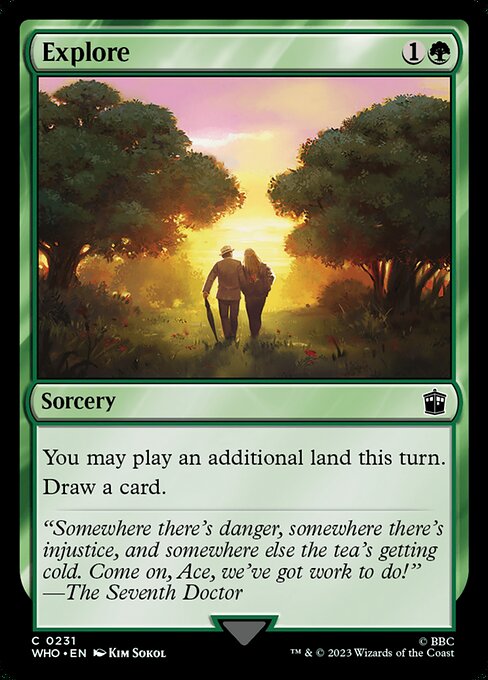 Explore 1
Sorcery
You may play an additional land this turn.
Draw a card.
“Somewhere there’s danger, somewhere there’s
injustice, and somewhere else the tea’s getting
cold. Come on, Ace, we’ve got work to do!”
—The Seventh Doctor
C 0231
WHO • EN Kim Sokol
© BBC
™ & © 2023 Wizards of the Coast